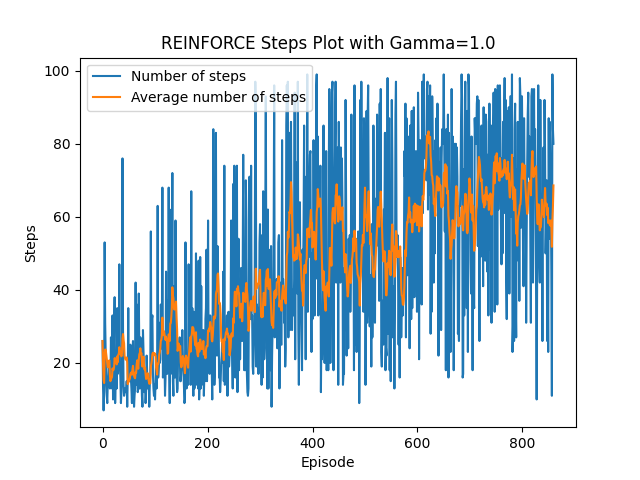 REINFORCE Steps Plot with Gamma=1.0
Number of steps
Average number of steps
100
80
60
40
20
Steps
0
200
400
600
800
Episode